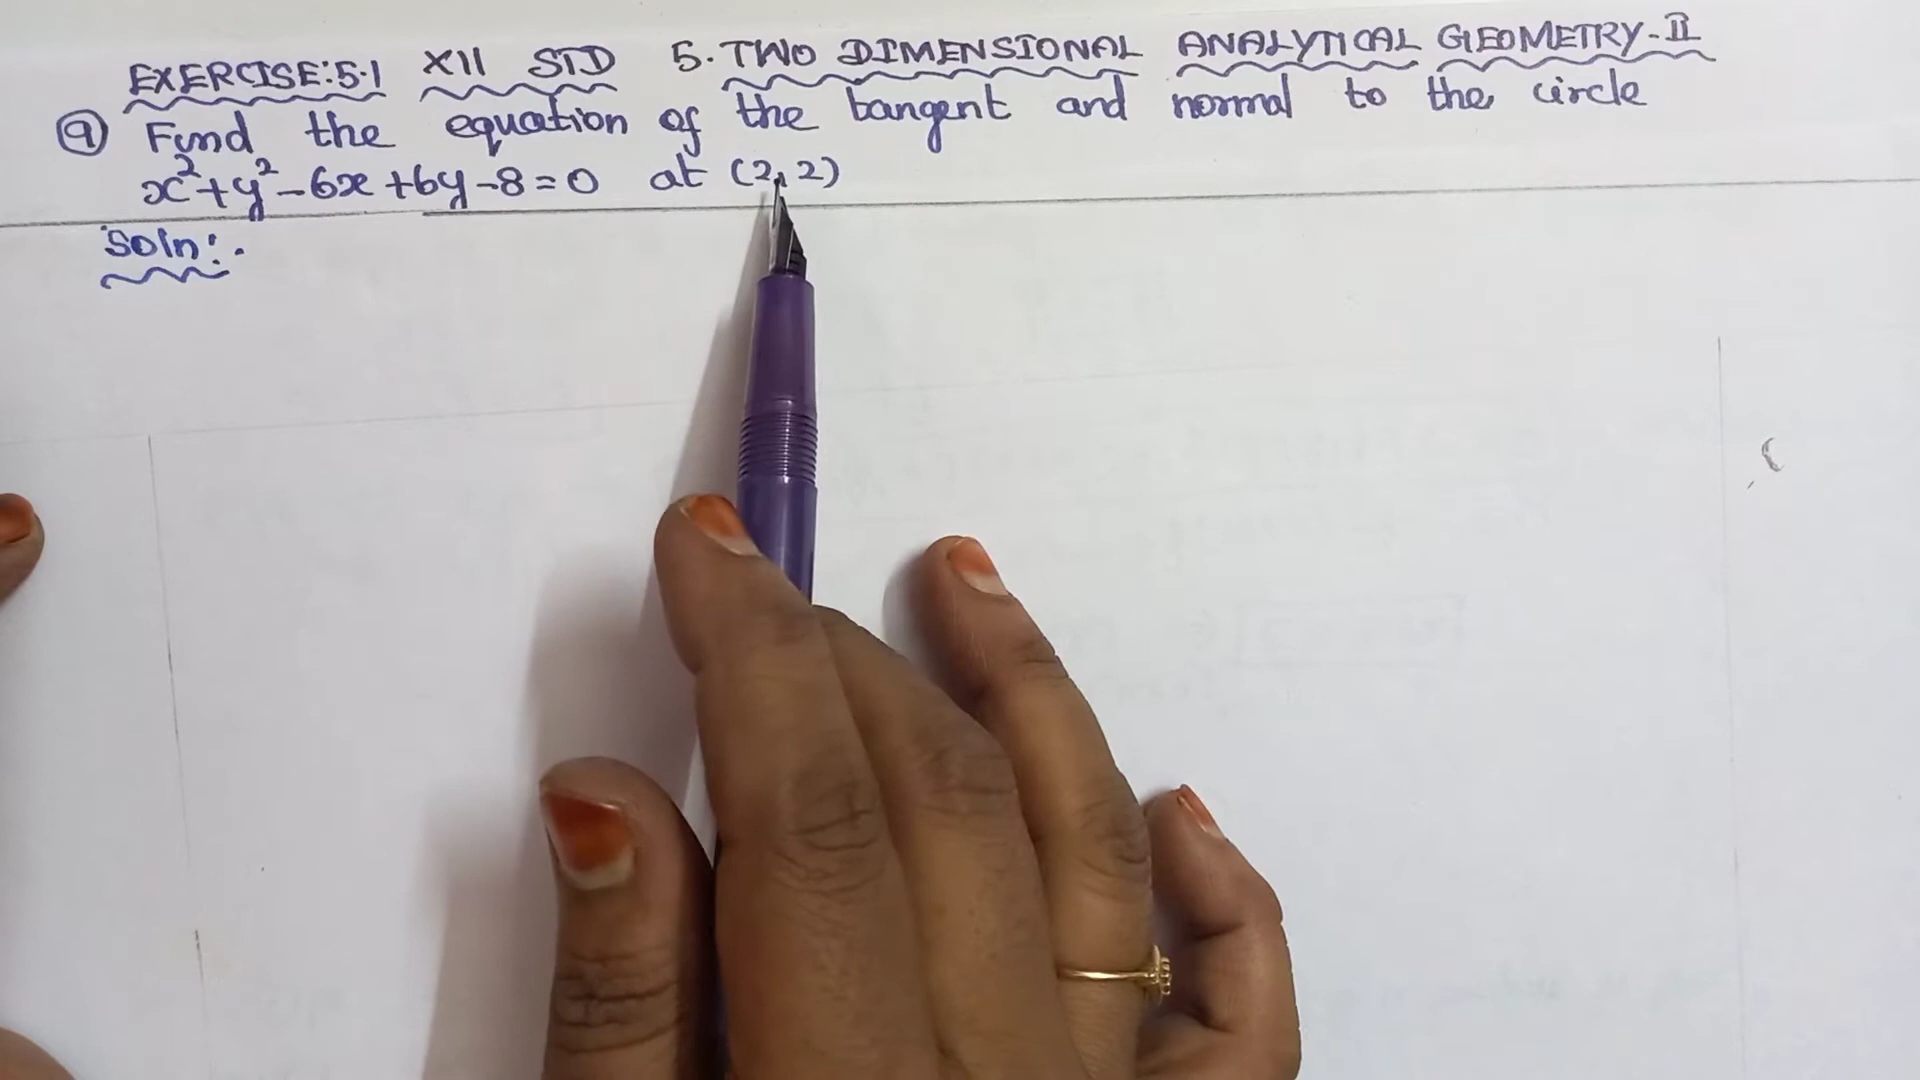 EXERCISE:5.1 XII STD 5. TWO DIMENSIONAL ANALYTICAL GEOMETRY-II
⑨ Find the equation of the tangent and normal to the circle
x²+y²-6x+6y-8=0 at (2,2)
Soln:.